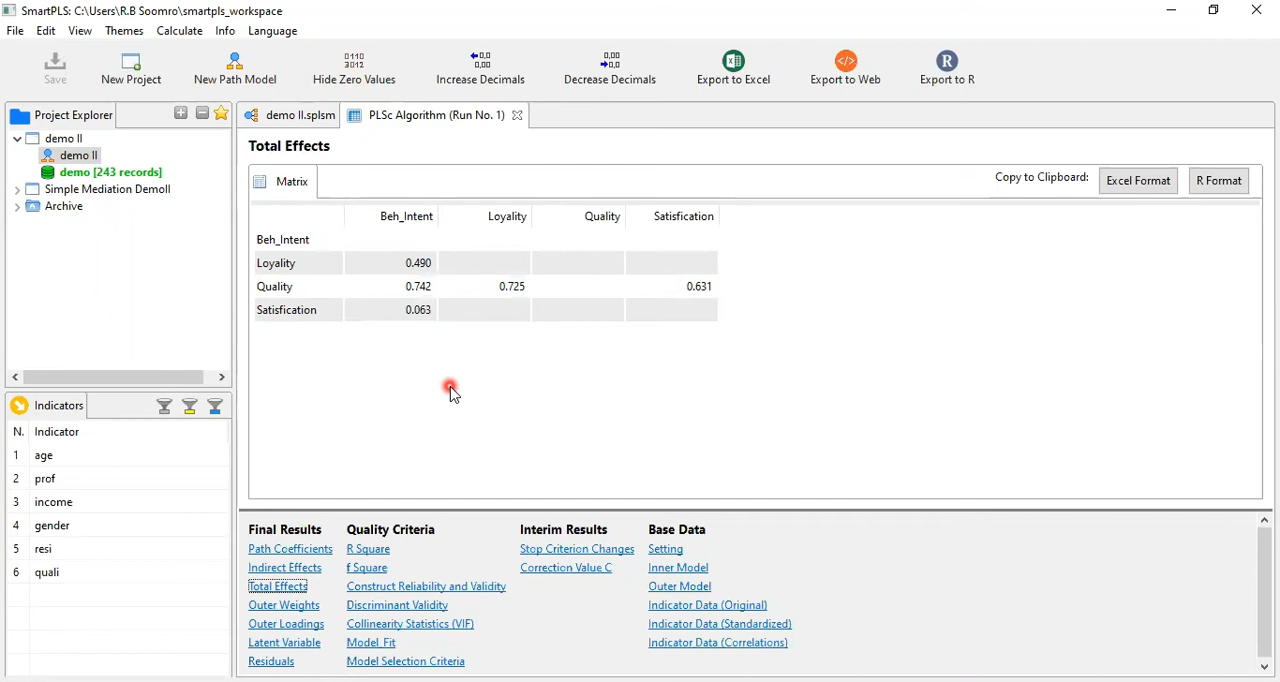 SmartPLS: C:\Users\R.B Soomro\smartpls_workspace
File Edit View Themes Calculate Info Language
Save New Project New Path Model Hide Zero Values Increase Decimals Decrease Decimals Export to Excel Export to Web Export to R
Project Explorer
demo II
demo II
demo [243 records]
Simple Mediation DemoII
Archive
Indicators
N. Indicator
1 age
2 prof
3 income
4 gender
5 resi
6 quali
demo II.splsm PLSc Algorithm (Run No. 1)
Total Effects
Matrix Copy to Clipboard: Excel Format R Format
Beh_Intent Loyality Quality Satisfication
Beh_Intent
Loyality 0.490
Quality 0.742 0.725 0.631
Satisfication 0.063
Final Results Quality Criteria Interim Results Base Data
Path Coefficients R Square Stop Criterion Changes Setting
Indirect Effects f Square Correction Value C Inner Model
Total Effects Construct Reliability and Validity Outer Model
Outer Weights Discriminant Validity Indicator Data (Original)
Outer Loadings Collinearity Statistics (VIF) Indicator Data (Standardized)
Latent Variable Model_Fit Indicator Data (Correlations)
Residuals Model Selection Criteria